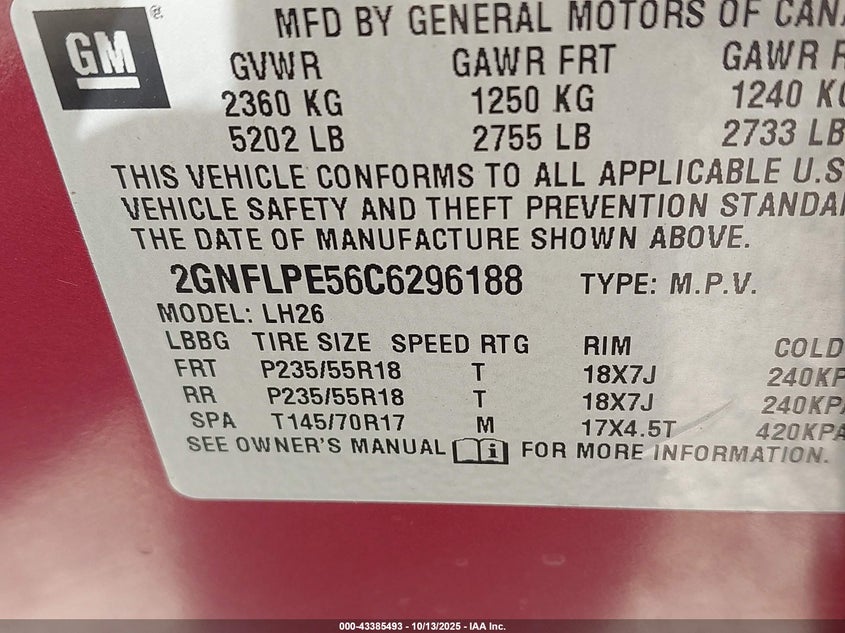 GM ®
MFD BY GENERAL MOTORS OF CAN
GVWR GAWR FRT GAWR
2360 KG 1250 KG 1240 KG
5202 LB 2755 LB 2733 LB
THIS VEHICLE CONFORMS TO ALL APPLICABLE U.S
VEHICLE SAFETY AND THEFT PREVENTION STANDA
THE DATE OF MANUFACTURE SHOWN ABOVE.
2GNFLPE56C6296188 TYPE: M.P.V.
MODEL: LH26
LBBG TIRE SIZE SPEED RTG RIM COLD
FRT P235/55R18 T 18X7J 240KP
RR P235/55R18 T 18X7J 240KPA
SPA T145/70R17 M 17X4.5T 420KPA
SEE OWNER'S MANUAL i FOR MORE INFORMATION.
000-43385493 - 10/13/2025 - IAA Inc.